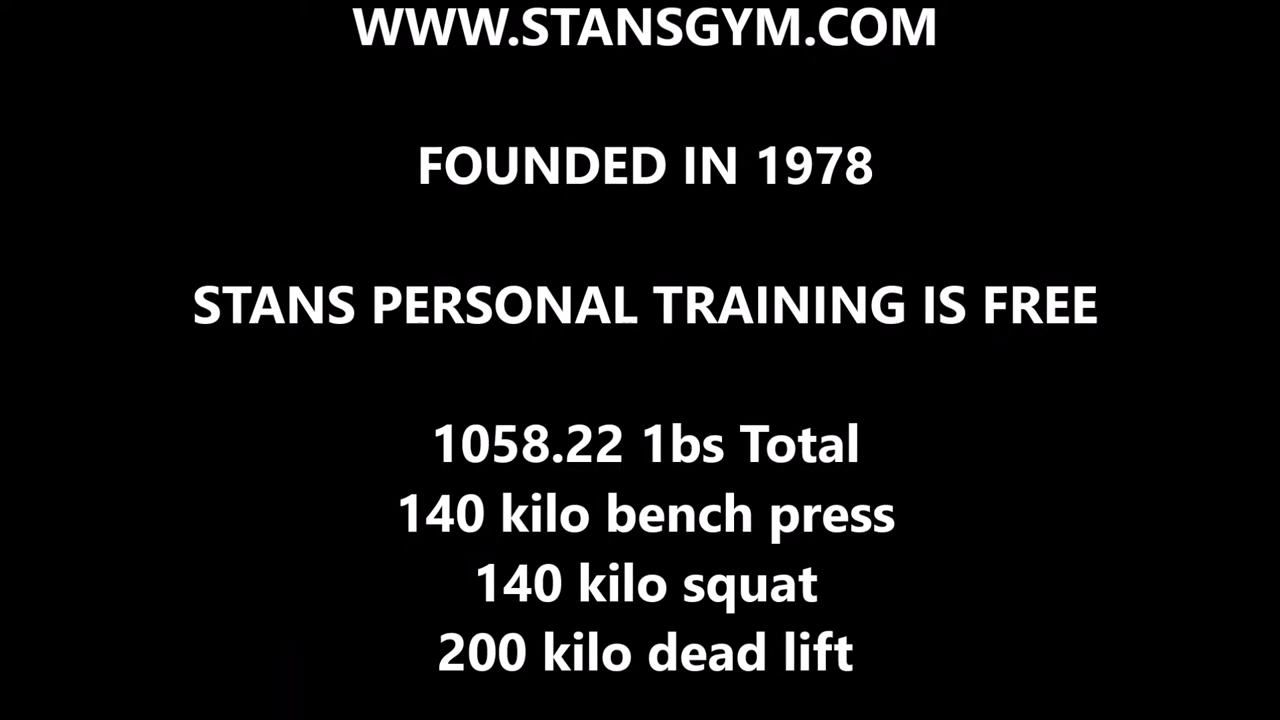 WWW.STANSGYM.COM
FOUNDED IN 1978
STANS PERSONAL TRAINING IS FREE
1058.22 1bs Total
140 kilo bench press
140 kilo squat
200 kilo dead lift